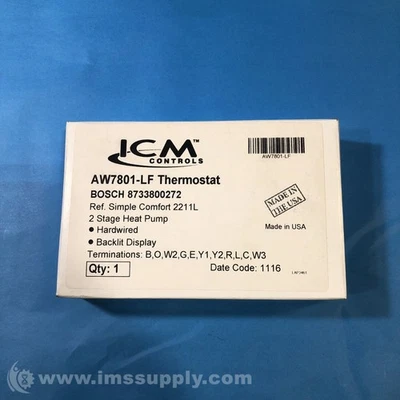 ICM™
CONTROLS
AW7801-LF
AW7801-LF Thermostat
BOSCH 8733800272
Ref. Simple Comfort 2211L
2 Stage Heat Pump
• Hardwired
• Backlit Display
MADE IN
THE USA
Made in USA
Terminations: B,O,W2,G,E,Y1,Y2,R,L,C,W3
Qty: 1
Date Code: 1116
© www.imssupply.com